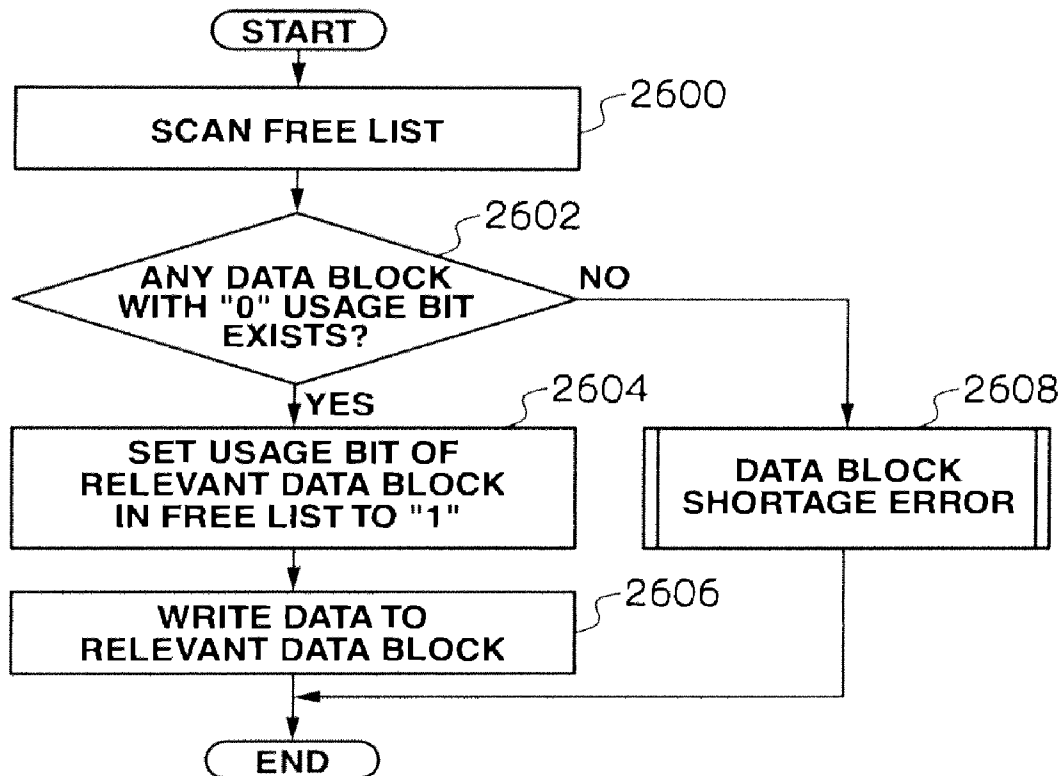 START
2600
SCAN FREE LIST
2602
ANY DATA BLOCK
WITH "0" USAGE BIT
EXISTS?
NO
YES
2604
SET USAGE BIT OF
RELEVANT DATA BLOCK
IN FREE LIST TO "1"
2608
DATA BLOCK
SHORTAGE ERROR
2606
WRITE DATA TO
RELEVANT DATA BLOCK
END